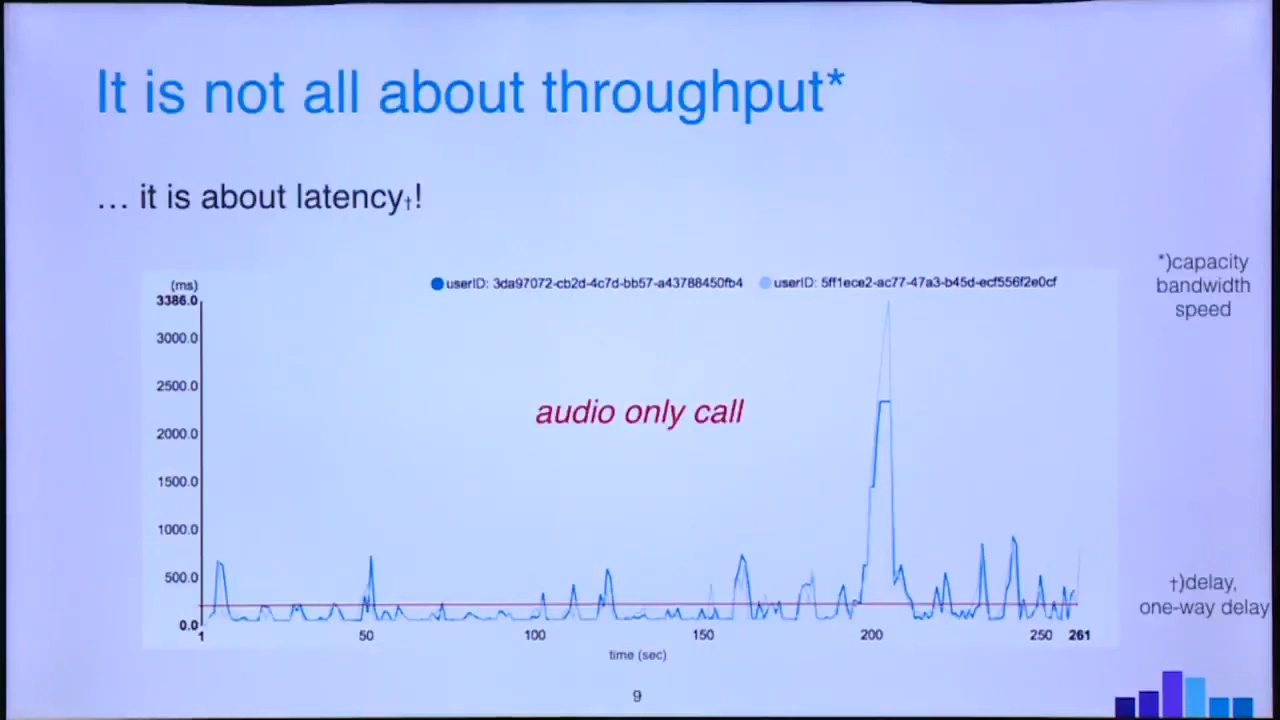 It is not all about throughput*
… it is about latency†!
*)capacity
bandwidth
speed
(ms)
userID: 3da97072-cb2d-4c7d-bb57-a43788450fb4
userID: 5ff1ece2-ac77-47a3-b45d-ecf556f2e0cf
3386.0
3000.0
2500.0
audio only call
2000.0
1500.0
1000.0
500.0
†)delay,
one-way delay
0.0
1 50 100 150 200 250 261
time (sec)
9